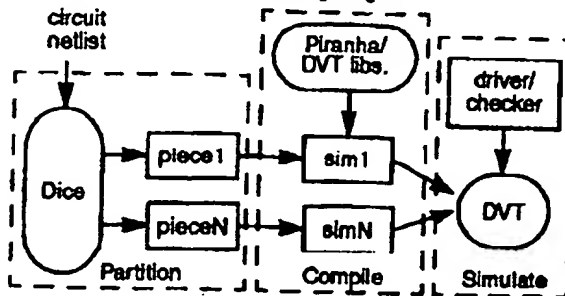 circuit
netlist
Piranha/
DVT libs.
driver/
checker
Dice
piece1
sim1
DVT
pieceN
simN
Partition
Compile
Simulate